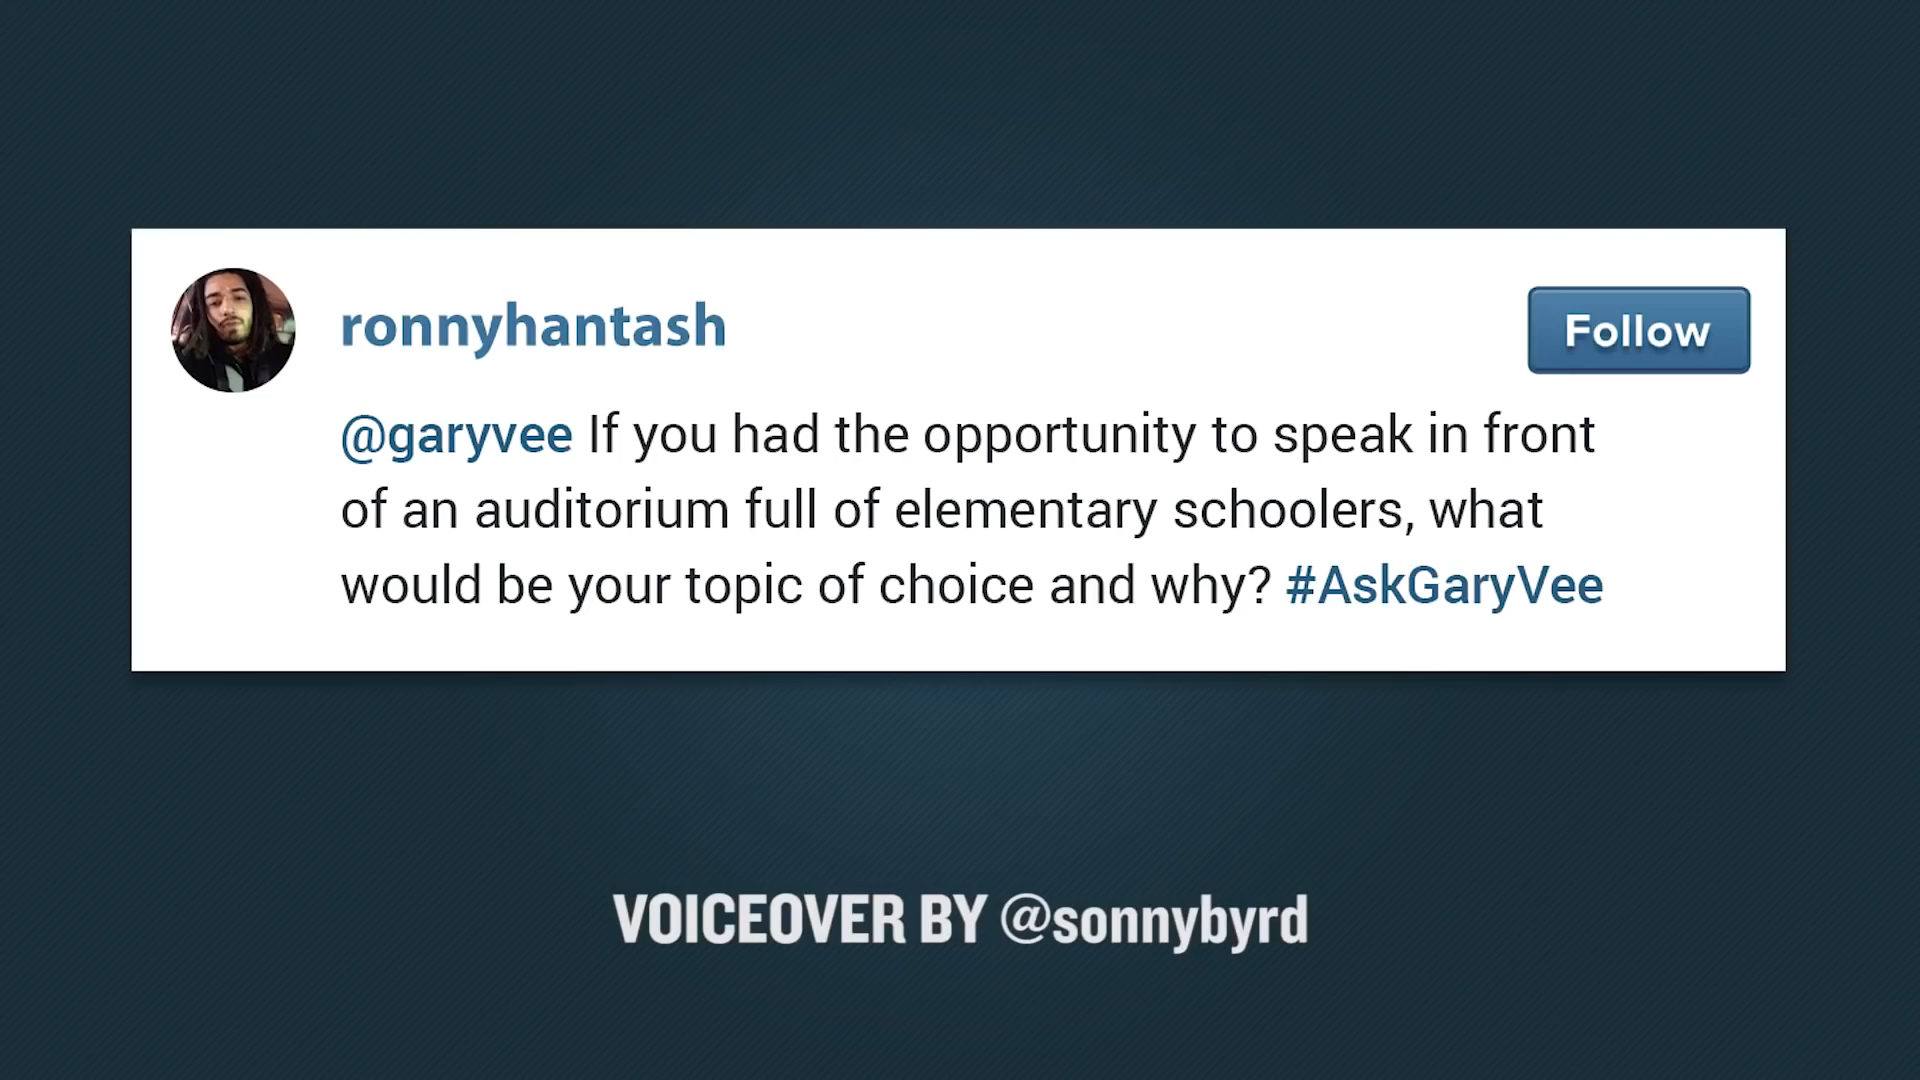 ronnyhantash
Follow
@garyvee If you had the opportunity to speak in front
of an auditorium full of elementary schoolers, what
would be your topic of choice and why? #AskGaryVee
VOICEOVER BY @sonnybyrd